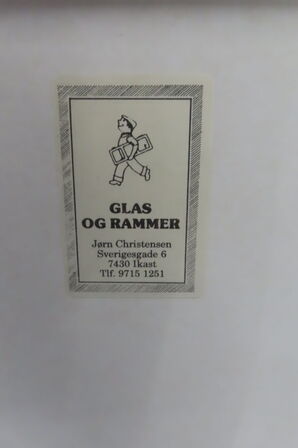 GLAS
OG RAMMER
Jørn Christensen
Sverigesgade 6
7430 Ikast
Tlf. 9715 1251